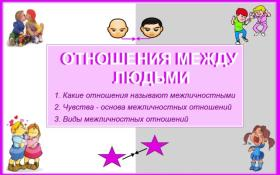 ОТНОШЕНИЯ МЕЖДУ
ЛЮДЬМИ
1. Какие отношения называют межличностными
2. Чувства - основа межличностных отношений
3. Виды межличностных отношений